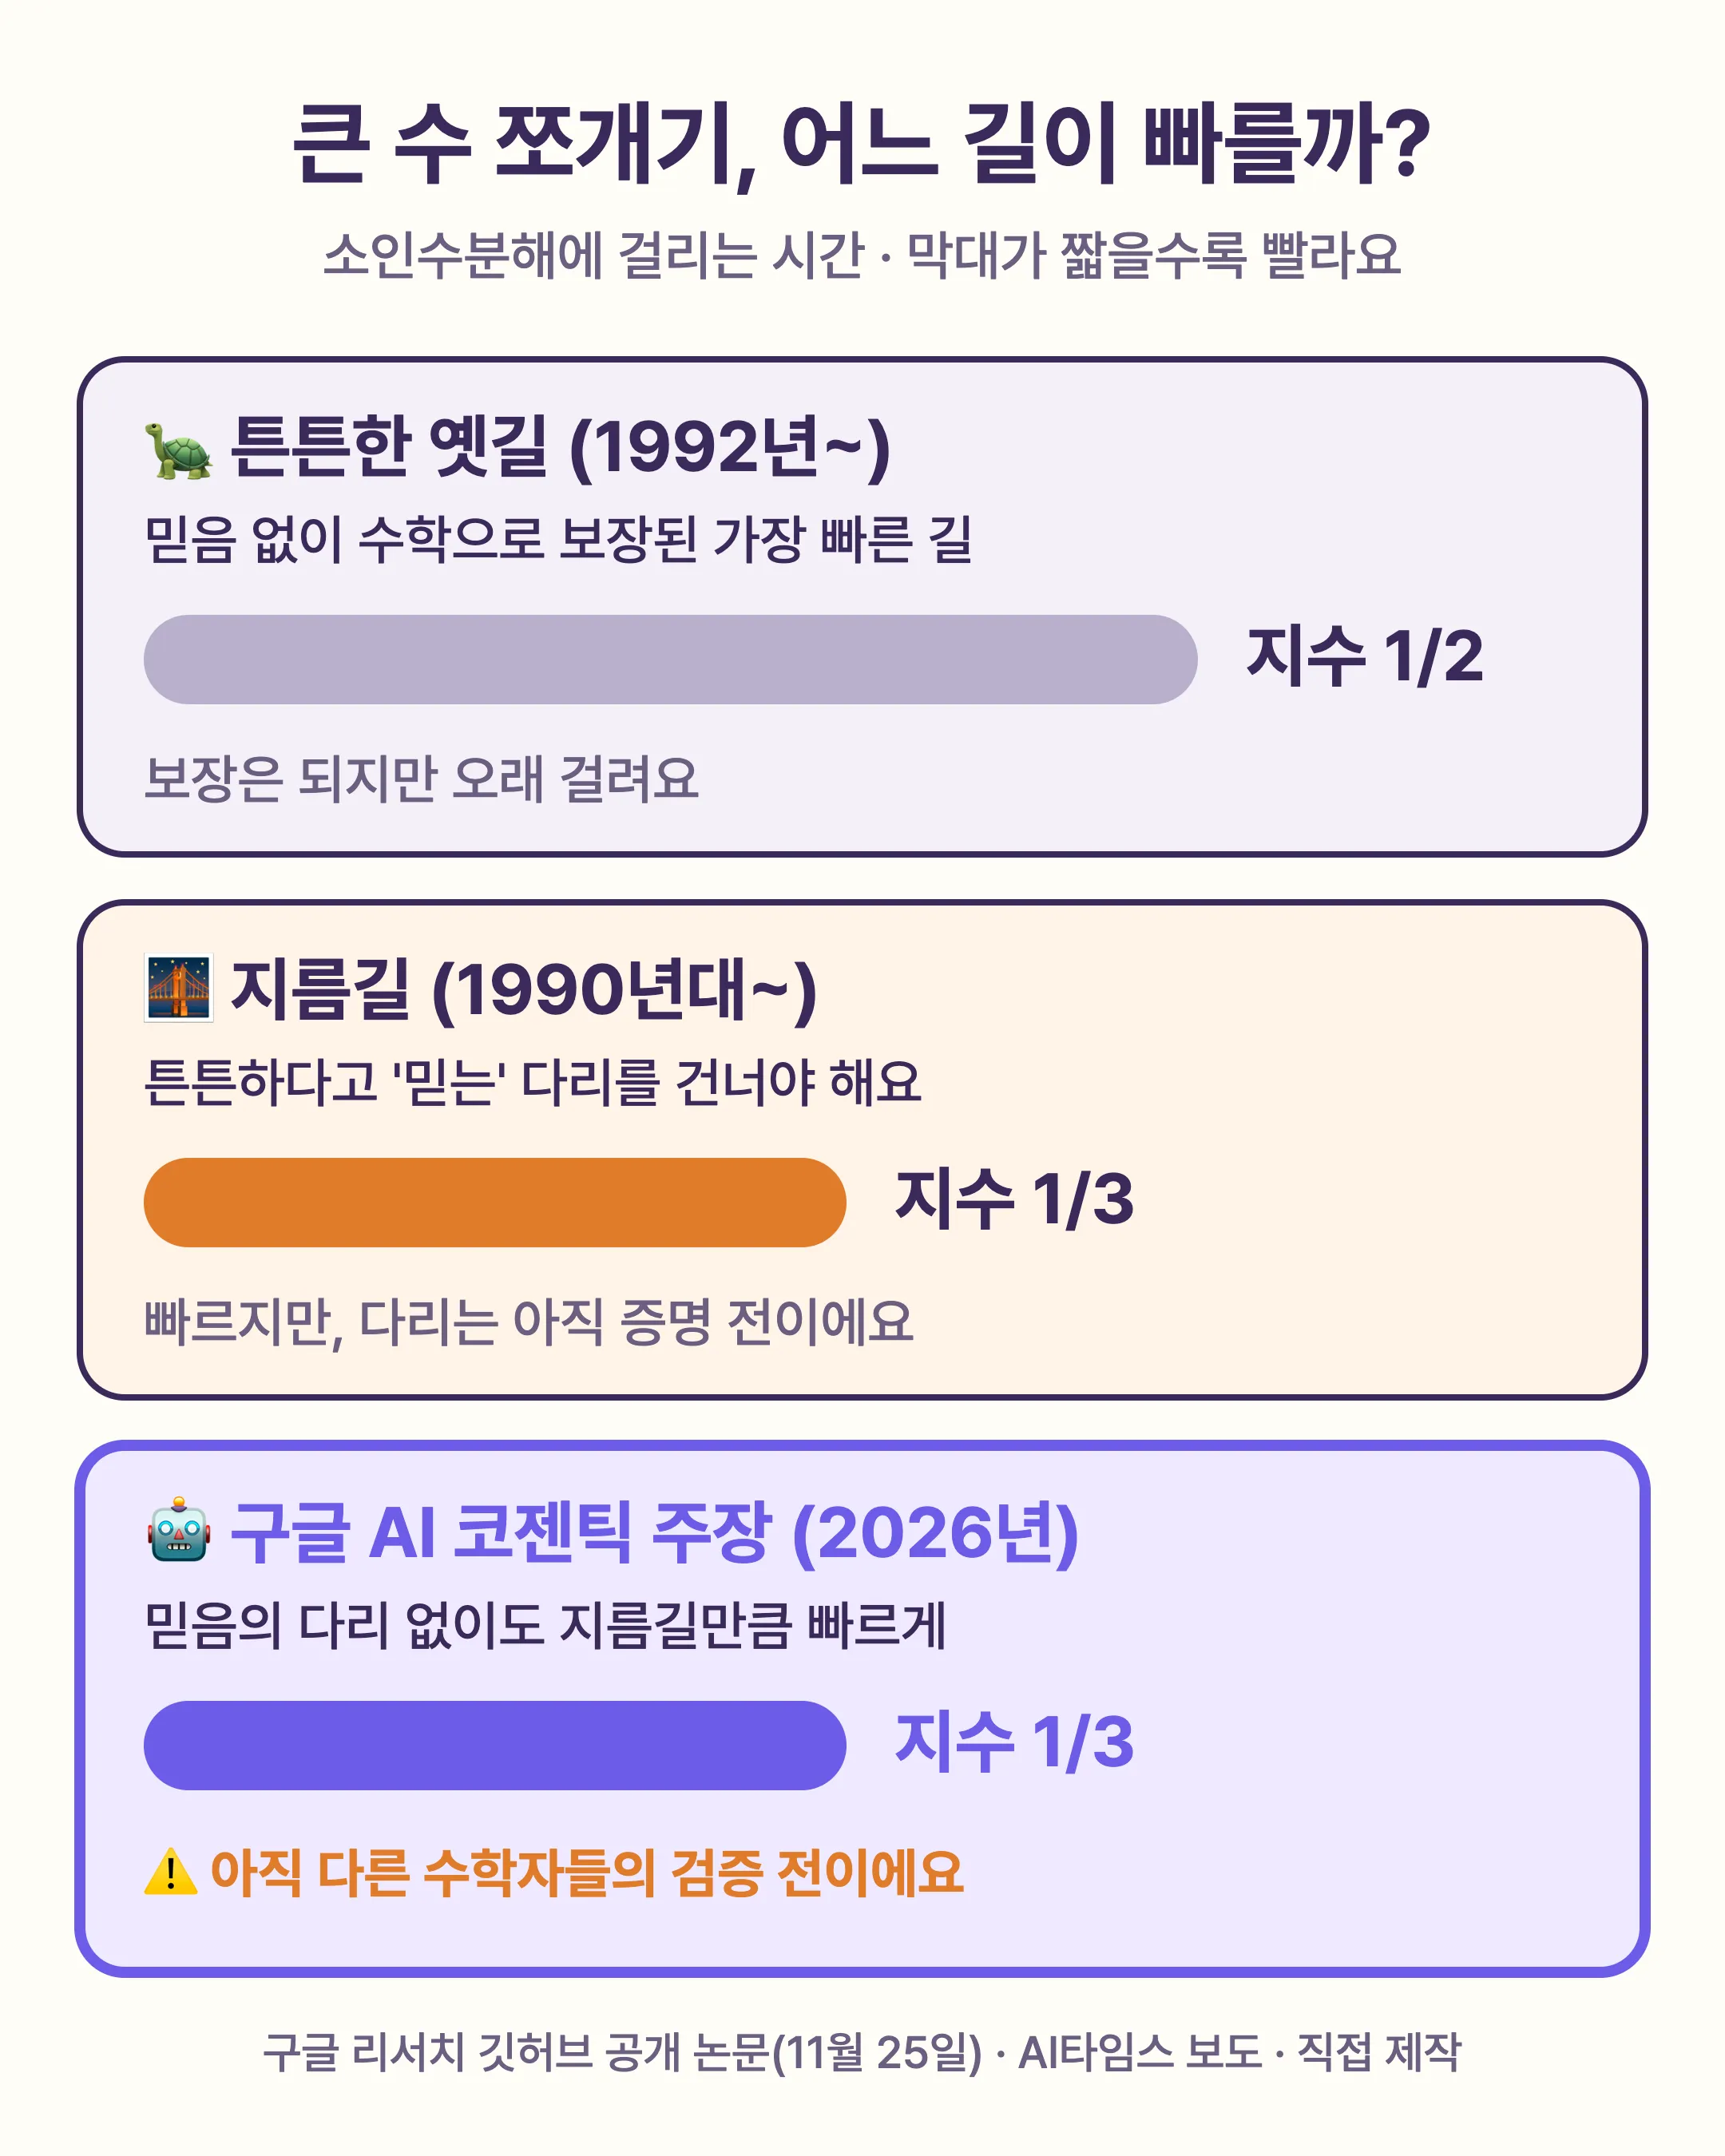 큰 수 쪼개기, 어느 길이 빠를까?
소인수분해에 걸리는 시간 · 막대가 짧을수록 빨라요
튼튼한 옛길 (1992년~)
믿음 없이 수학으로 보장된 가장 빠른 길
지수 1/2
보장은 되지만 오래 걸려요
지름길 (1990년대~)
튼튼하다고 '믿는' 다리를 건너야 해요
지수 1/3
빠르지만, 다리는 아직 증명 전이에요
구글 AI 코젠틱 주장 (2026년)
믿음의 다리 없이도 지름길만큼 빠르게
지수 1/3
⚠️ 아직 다른 수학자들의 검증 전이에요
구글 리서치 깃허브 공개 논문(11월 25일) · AI타임스 보도 · 직접 제작